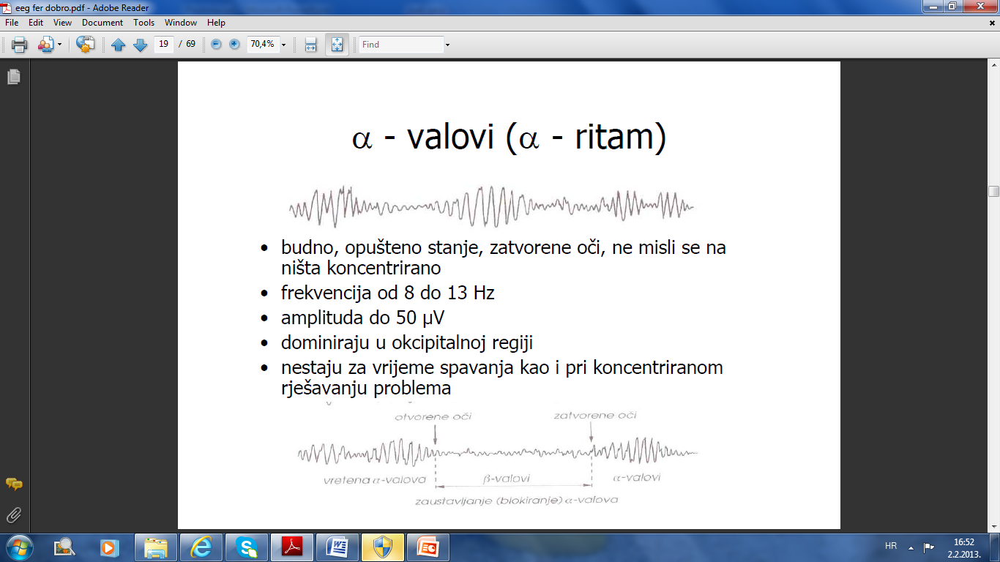 eeg fer dobro.pdf - Adobe Reader
File Edit View Document Tools Window Help
19 / 69 70,4% Find
α - valovi (α - ritam)
• budno, opušteno stanje, zatvorene oči, ne misli se na
ništa koncentrirano
• frekvencija od 8 do 13 Hz
• amplituda do 50 µV
• dominiraju u okcipitalnoj regiji
• nestaju za vrijeme spavanja kao i pri koncentriranom
rješavanju problema
otvorene oči zatvorene oči
vretena α-valova β-valovi α-valovi
zaustavljanje (blokiranje) α-valova
HR 16:52
2.2.2013.